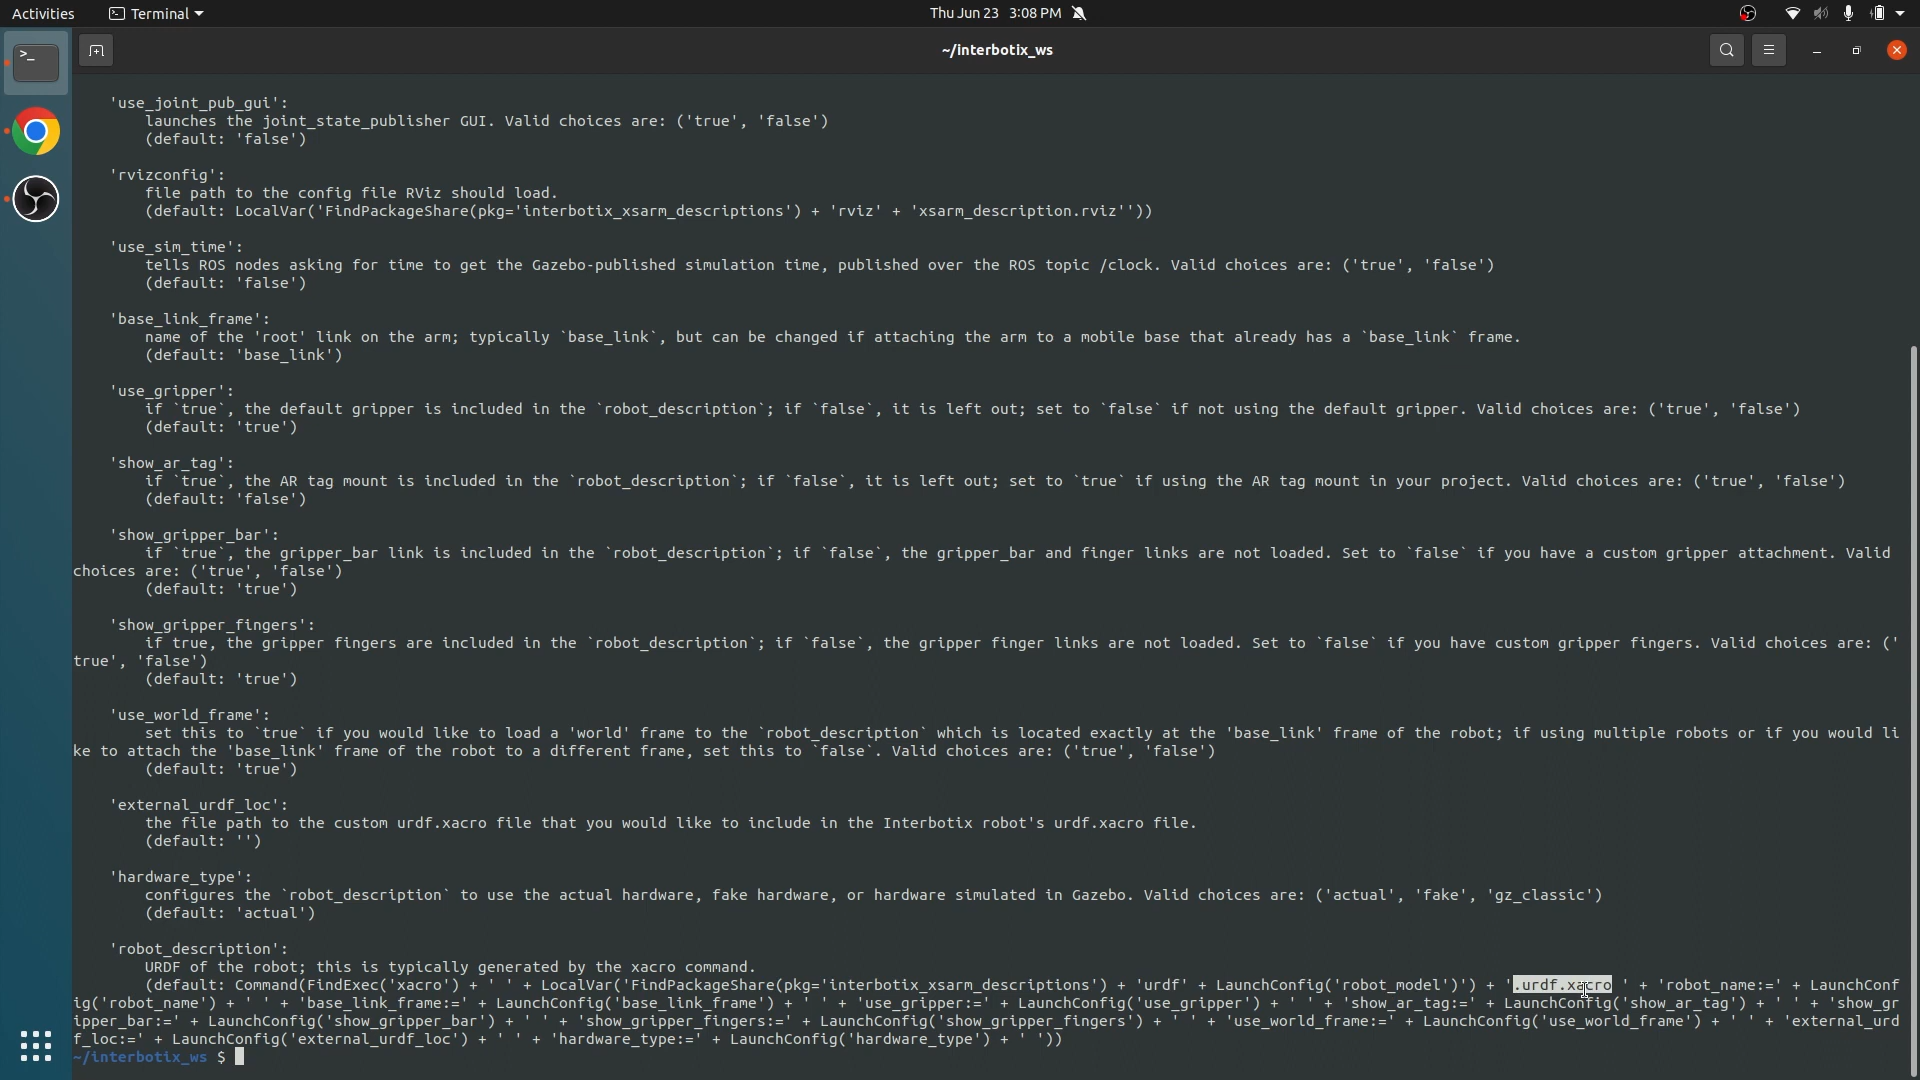 Activities
Terminal
Thu Jun 23 3:08 PM
~/interbotix_ws
'use_joint_pub_gui':
launches the joint_state_publisher GUI. Valid choices are: ('true', 'false')
(default: 'false')
'rvizconfig':
file path to the config file RViz should load.
(default: LocalVar('FindPackageShare(pkg='interbotix_xsarm_descriptions') + 'rviz' + 'xsarm_description.rviz''))
'use_sim_time':
tells ROS nodes asking for time to get the Gazebo-published simulation time, published over the ROS topic /clock. Valid choices are: ('true', 'false')
(default: 'false')
'base_link_frame':
name of the 'root' link on the arm; typically `base_link`, but can be changed if attaching the arm to a mobile base that already has a `base_link` frame.
(default: 'base_link')
'use_gripper':
if `true`, the default gripper is included in the `robot_description`; if `false`, it is left out; set to `false` if not using the default gripper. Valid choices are: ('true', 'false')
(default: 'true')
'show_ar_tag':
if `true`, the AR tag mount is included in the `robot_description`; if `false`, it is left out; set to `true` if using the AR tag mount in your project. Valid choices are: ('true', 'false')
(default: 'false')
'show_gripper_bar':
if `true`, the gripper_bar link is included in the `robot_description`; if `false`, the gripper_bar and finger links are not loaded. Set to `false` if you have a custom gripper attachment. Valid
choices are: ('true', 'false')
(default: 'true')
'show_gripper_fingers':
if true, the gripper fingers are included in the `robot_description`; if `false`, the gripper finger links are not loaded. Set to `false` if you have custom gripper fingers. Valid choices are: ('
true', 'false')
(default: 'true')
'use_world_frame':
set this to `true` if you would like to load a 'world' frame to the `robot_description` which is located exactly at the 'base_link' frame of the robot; if using multiple robots or if you would li
ke to attach the 'base_link' frame of the robot to a different frame, set this to `false`. Valid choices are: ('true', 'false')
(default: 'true')
'external_urdf_loc':
the file path to the custom urdf.xacro file that you would like to include in the Interbotix robot's urdf.xacro file.
(default: '')
'hardware_type':
configures the `robot_description` to use the actual hardware, fake hardware, or hardware simulated in Gazebo. Valid choices are: ('actual', 'fake', 'gz_classic')
(default: 'actual')
'robot_description':
URDF of the robot; this is typically generated by the xacro command.
(default: Command(FindExec('xacro') + ' ' + LocalVar('FindPackageShare(pkg='interbotix_xsarm_descriptions') + 'urdf' + LaunchConfig('robot_model')') + '.urdf.xacro ' + 'robot_name:=' + LaunchConf
ig('robot_name') + ' ' + 'base_link_frame:=' + LaunchConfig('base_link_frame') + ' ' + 'use_gripper:=' + LaunchConfig('use_gripper') + ' ' + 'show_ar_tag:=' + LaunchConfig('show_ar_tag') + ' ' + 'show_gr
ipper_bar:=' + LaunchConfig('show_gripper_bar') + ' ' + 'show_gripper_fingers:=' + LaunchConfig('show_gripper_fingers') + ' ' + 'use_world_frame:=' + LaunchConfig('use_world_frame') + ' ' + 'external_urd
f_loc:=' + LaunchConfig('external_urdf_loc') + ' ' + 'hardware_type:=' + LaunchConfig('hardware_type') + ' '))
~/interbotix_ws $